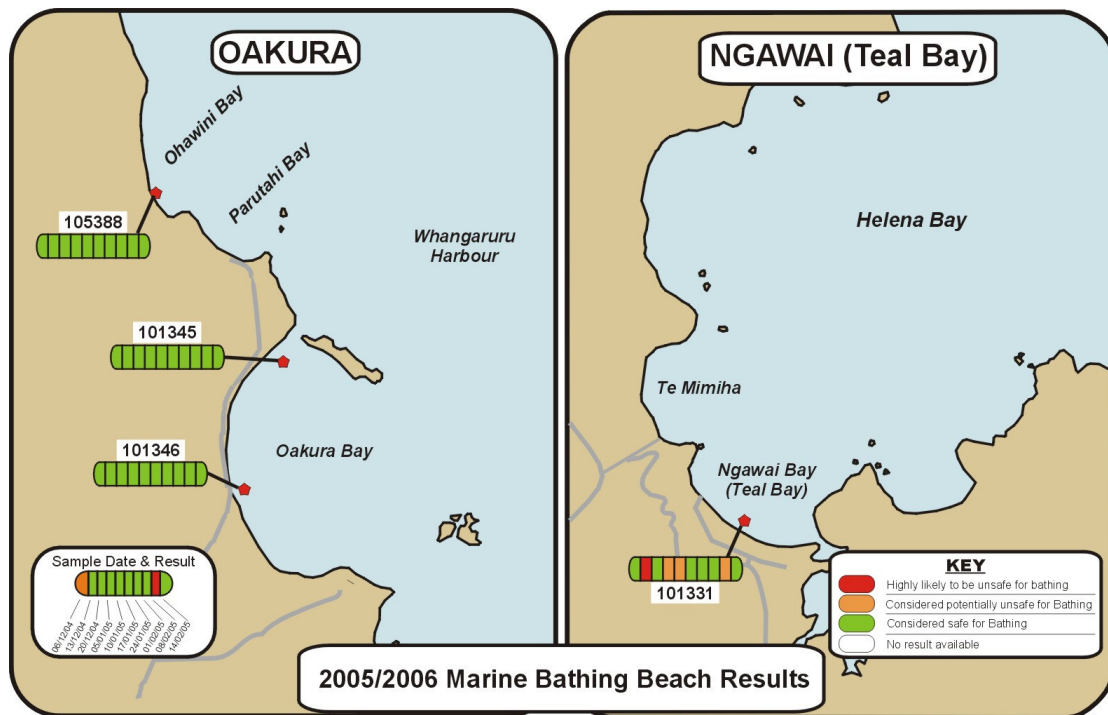 OAKURA
Ohawini Bay
Parutahi Bay
105388
Whangaruru
Harbour
101345
101346
Oakura Bay
Sample Date & Result
06/12/04
13/12/04
20/12/04
05/01/05
10/01/05
17/01/05
24/01/05
01/02/05
08/02/05
14/02/05
NGAWAI (Teal Bay)
Helena Bay
Te Mimiha
Ngawai Bay
(Teal Bay)
101331
KEY
Highly likely to be unsafe for bathing
Considered potentially unsafe for Bathing
Considered safe for Bathing
No result available
2005/2006 Marine Bathing Beach Results